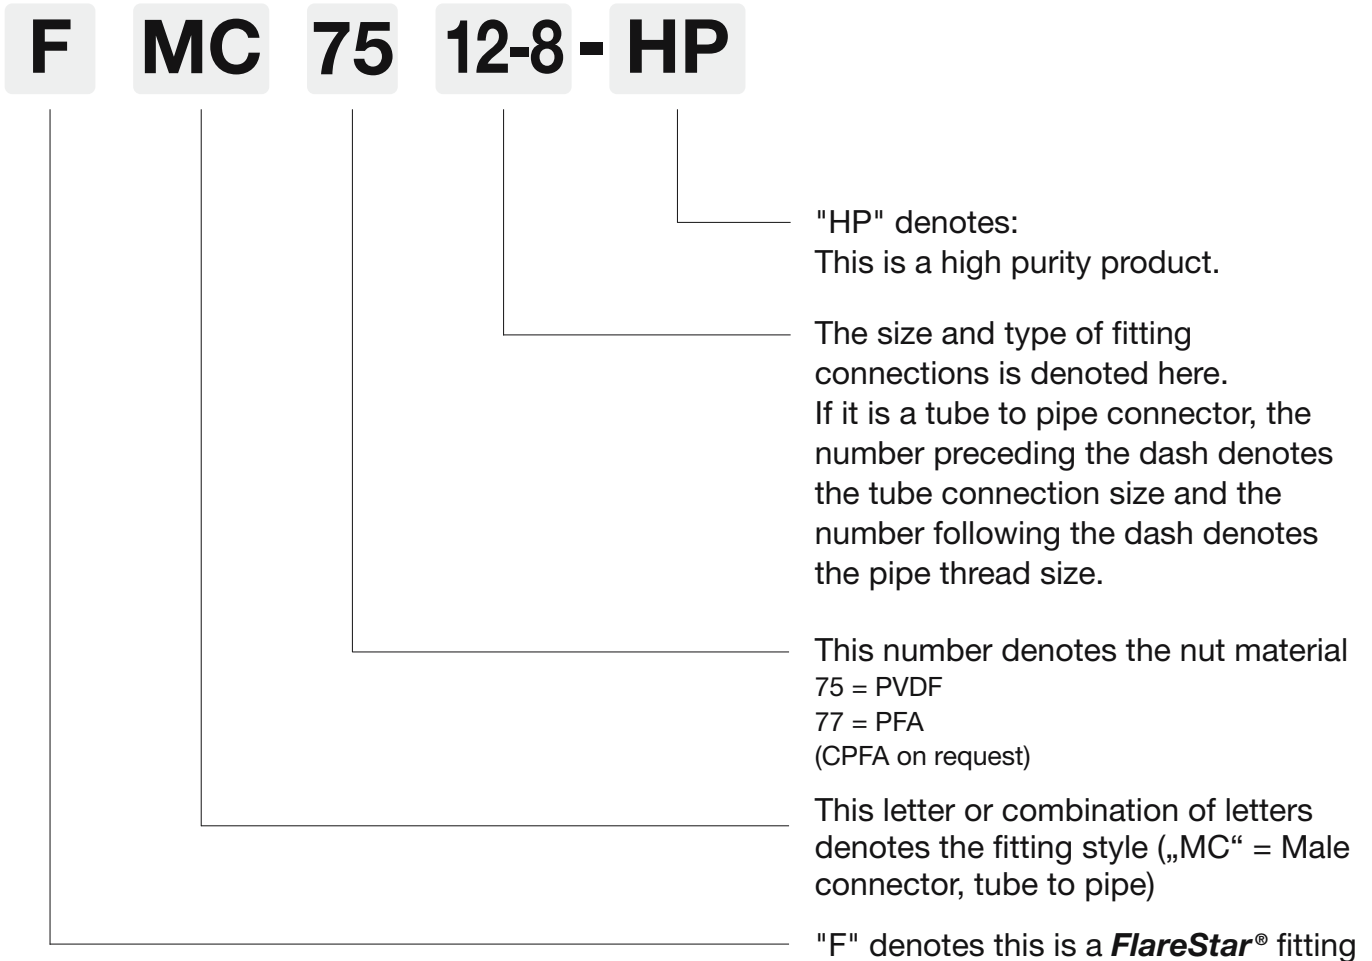 F MC 75 12-8 - HP
"HP" denotes:
This is a high purity product.
The size and type of fitting
connections is denoted here.
If it is a tube to pipe connector, the
number preceding the dash denotes
the tube connection size and the
number following the dash denotes
the pipe thread size.
This number denotes the nut material
75 = PVDF
77 = PFA
(CPFA on request)
This letter or combination of letters
denotes the fitting style („MC“ = Male
connector, tube to pipe)
"F" denotes this is a FlareStar® fitting